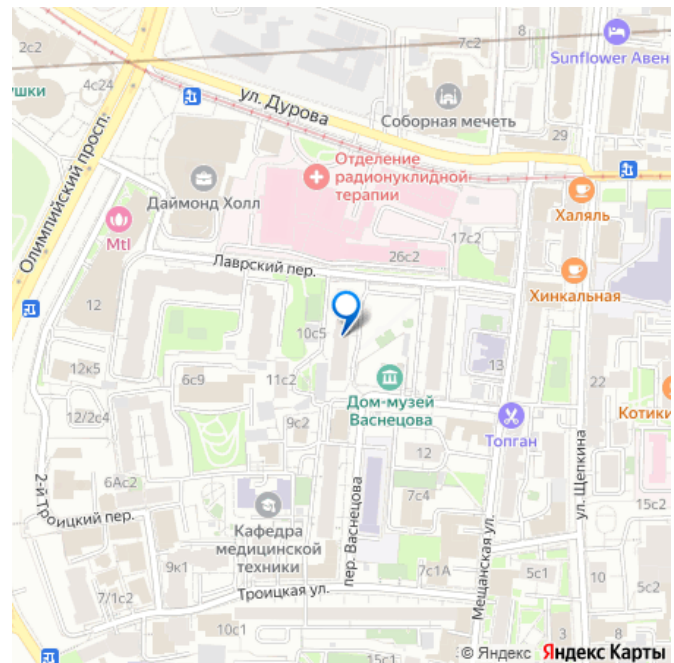 2с2
7с2
8
Sunflower Авен
4с24
ушки
ул. Дурова
Соборная мечеть
29
Олимпийский просп.
Даймонд Холл
Отделение
радионуклидной
терапии
Халяль
Mtl
17с2
26с2
Лаврский пер.
Хинкальная
12
10с5
13
12к5
6с9
11с2
Дом-музей
Васнецова
22
Котики
12/2с4
9с2
Топган
12
2-й Троицкий пер.
6Ас2
7с4
ул. Щепкина
15с2
Кафедра
медицинской
техники
пер. Васнецова
Мещанская ул.
9к1
7с1А
5с1
10
5с2
7/1с2
Троицкая ул.
10с1
3
8
15с1
© Яндекс Яндекс Карты